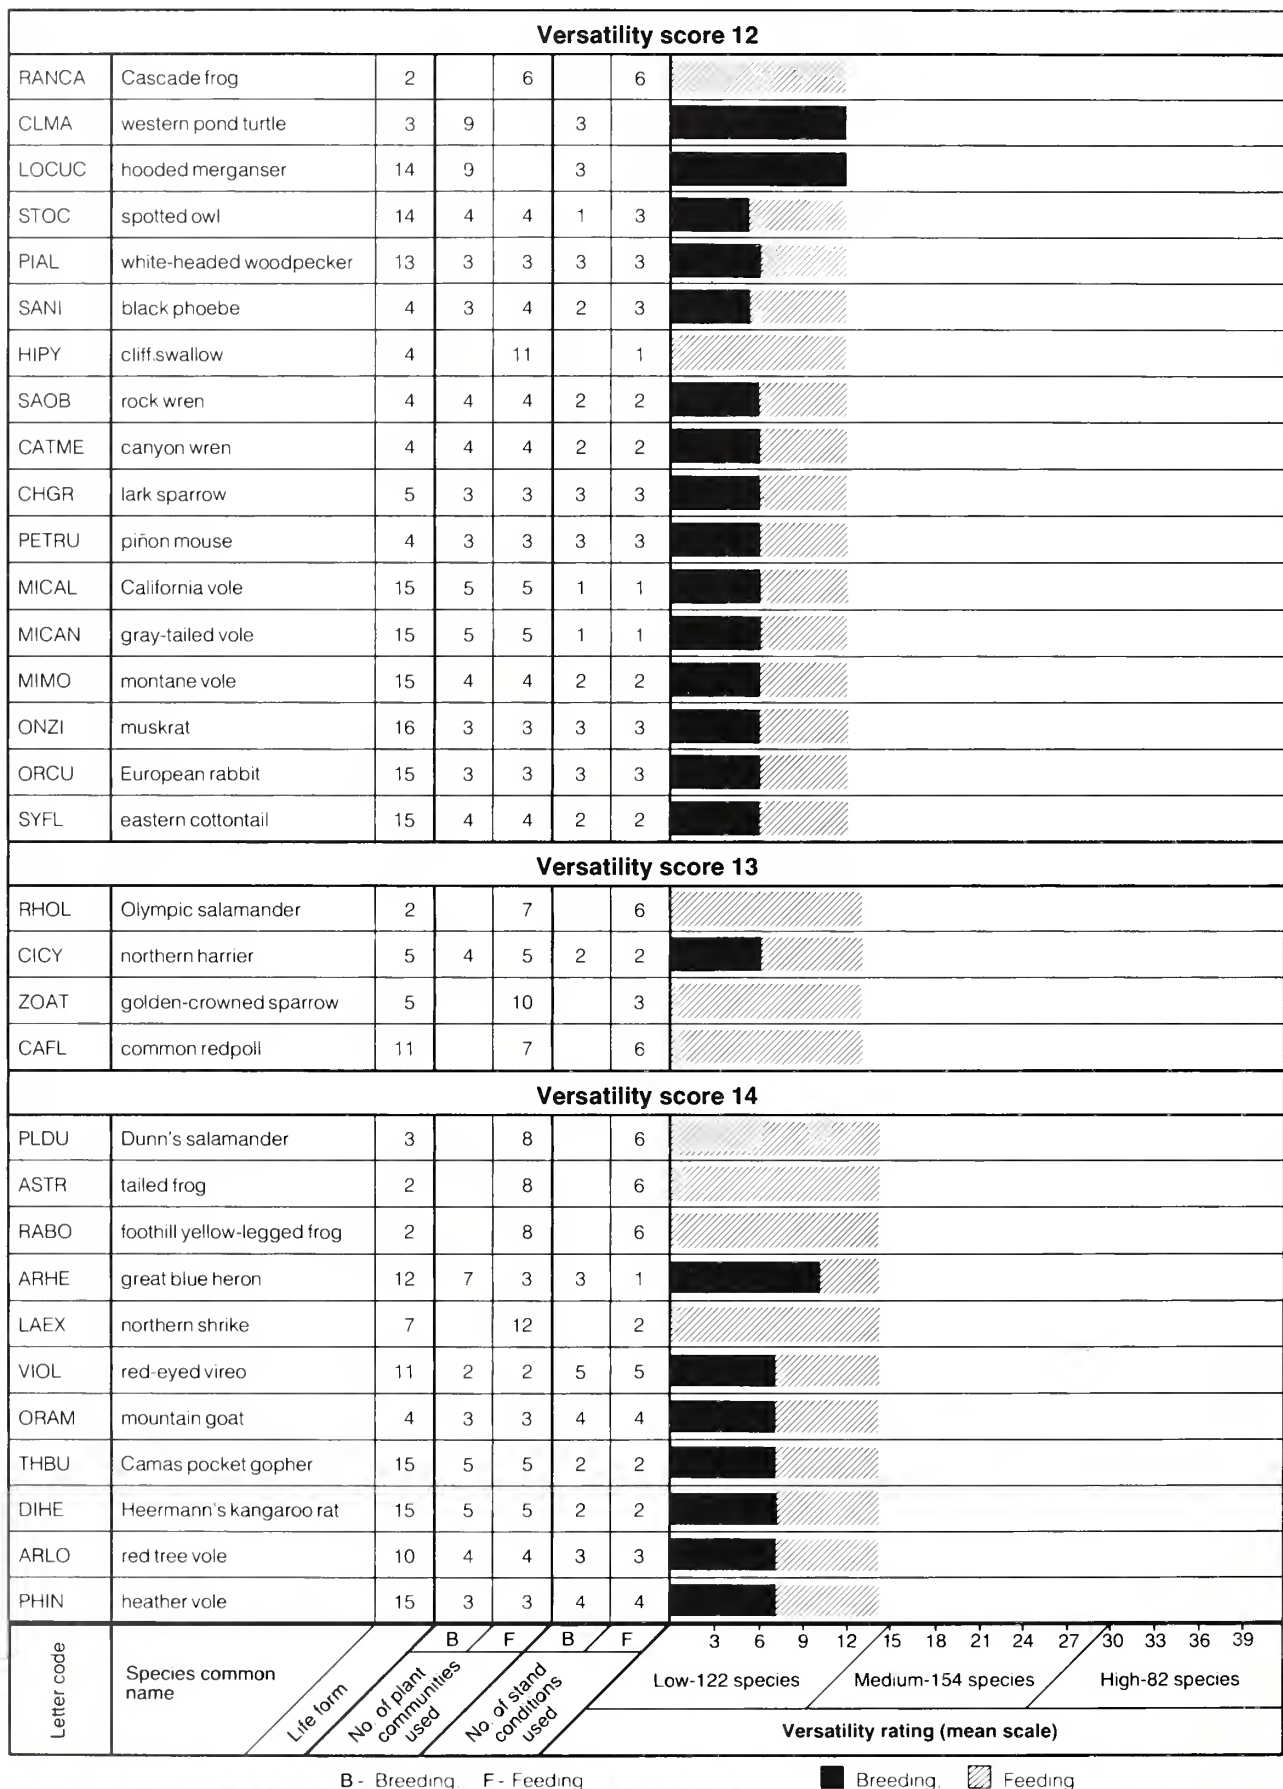 Versatility score 12
RANCA Cascade frog 2 6 6
CLMA western pond turtle 3 9 3
LOCUC hooded merganser 14 9 3
STOC spotted owl 14 4 4 1 3
PIAL white-headed woodpecker 13 3 3 3 3
SANI black phoebe 4 3 4 2 3
HIPY cliff.swallow 4 11 1
SAOB rock wren 4 4 4 2 2
CATME canyon wren 4 4 4 2 2
CHGR lark sparrow 5 3 3 3 3
PETRU piñon mouse 4 3 3 3 3
MICAL California vole 15 5 5 1 1
MICAN gray-tailed vole 15 5 5 1 1
MIMO montane vole 15 4 4 2 2
ONZI muskrat 16 3 3 3 3
ORCU European rabbit 15 3 3 3 3
SYFL eastern cottontail 15 4 4 2 2
Versatility score 13
RHOL Olympic salamander 2 7 6
CICY northern harrier 5 4 5 2 2
ZOAT golden-crowned sparrow 5 10 3
CAFL common redpoll 11 7 6
Versatility score 14
PLDU Dunn's salamander 3 8 6
ASTR tailed frog 2 8 6
RABO foothill yellow-legged frog 2 8 6
ARHE great blue heron 12 7 3 3 1
LAEX northern shrike 7 12 2
VIOL red-eyed vireo 11 2 2 5 5
ORAM mountain goat 4 3 3 4 4
THBU Camas pocket gopher 15 5 5 2 2
DIHE Heermann's kangaroo rat 15 5 5 2 2
ARLO red tree vole 10 4 4 3 3
PHIN heather vole 15 3 3 4 4
Letter code
Species common
name
Life form
B F B F
No. of plant
communities
used
No. of stand
conditions
used
3 6 9 12 15 18 21 24 27 30 33 36 39
Low-122 species Medium-154 species High-82 species
Versatility rating (mean scale)
B - Breeding, F - Feeding Breeding, Feeding